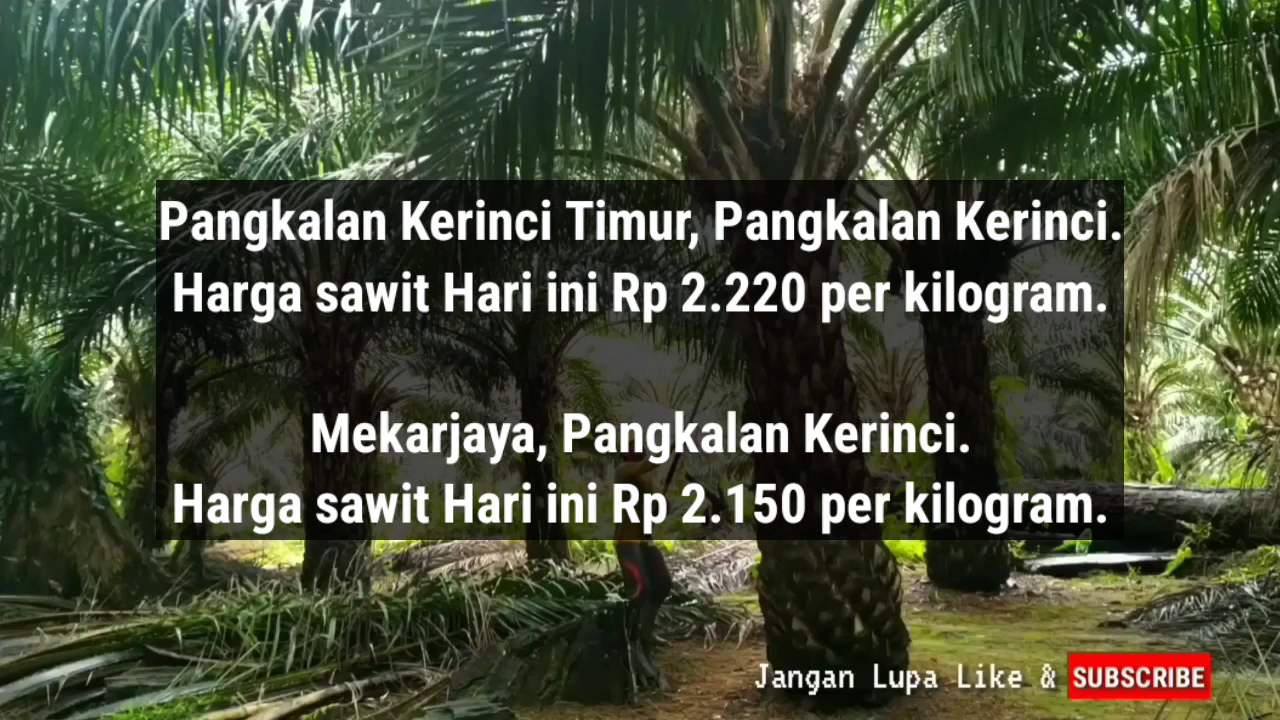 Pangkalan Kerinci Timur, Pangkalan Kerinci.
Harga sawit Hari ini Rp 2.220 per kilogram.
Mekarjaya, Pangkalan Kerinci.
Harga sawit Hari ini Rp 2.150 per kilogram.
Jangan Lupa Like & SUBSCRIBE